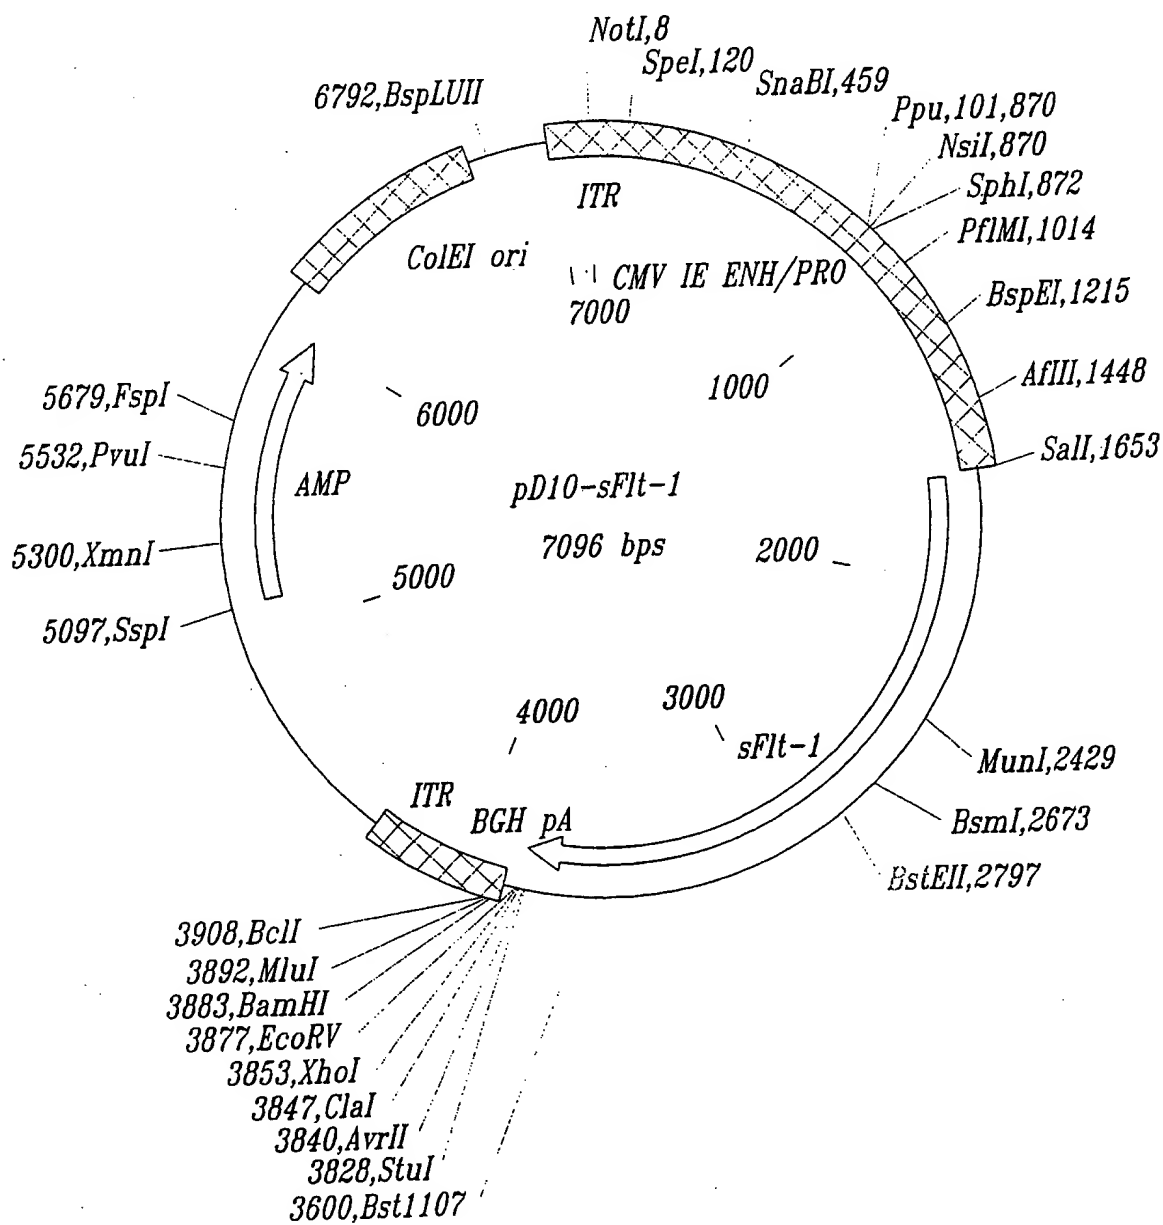 NotI,8
SpeI,120
SnaBI,459
6792,BspLUII
Ppu,101,870
NsiI,870
SphI,872
ITR
PflMI,1014
ColEI ori
CMV IE ENH/PRO
7000
BspEI,1215
1000
AflII,1448
5679,FspI
6000
SalI,1653
5532,PvuI
AMP
pD10-sFlt-1
7096 bps
2000
5300,XmnI
5000
5097,SspI
3000
4000
sFlt-1
MunI,2429
ITR
BGH pA
BsmI,2673
BstEII,2797
3908,BclI
3892,MluI
3883,BamHI
3877,EcoRV
3853,XhoI
3847,ClaI
3840,AvrII
3828,StuI
3600,Bst1107